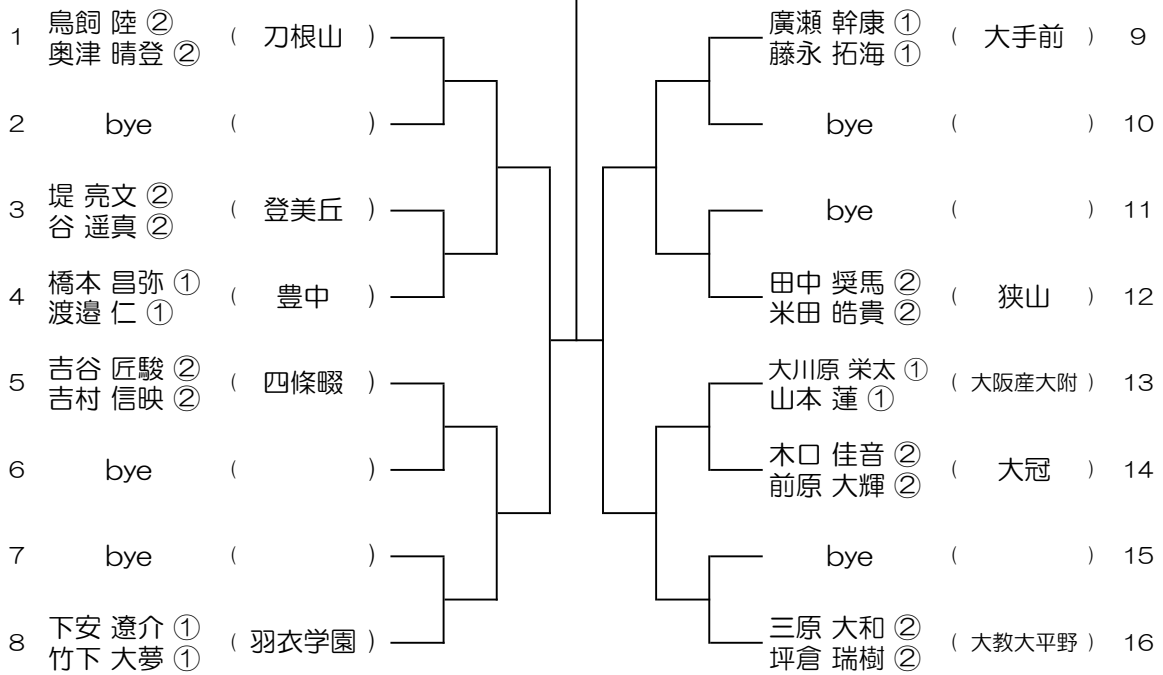 1 鳥飼 陸 ② ( 刀根山 )
奥津 晴登 ②
2 bye ( )
3 堤 亮文 ② ( 登美丘 )
谷 遥真 ②
4 橋本 昌弥 ① ( 豊中 )
渡邉 仁 ①
5 吉谷 匠駿 ② ( 四條畷 )
吉村 信映 ②
6 bye ( )
7 bye ( )
8 下安 遼介 ① ( 羽衣学園 )
竹下 大夢 ①
廣瀬 幹康 ① ( 大手前 ) 9
藤永 拓海 ①
bye ( ) 10
bye ( ) 11
田中 奨馬 ② ( 狭山 ) 12
米田 皓貴 ②
大川原 栄太 ① ( 大阪産大附 ) 13
山本 蓮 ①
木口 佳音 ② ( 大冠 ) 14
前原 大輝 ②
bye ( ) 15
三原 大和 ② ( 大教大平野 ) 16
坪倉 瑞樹 ②